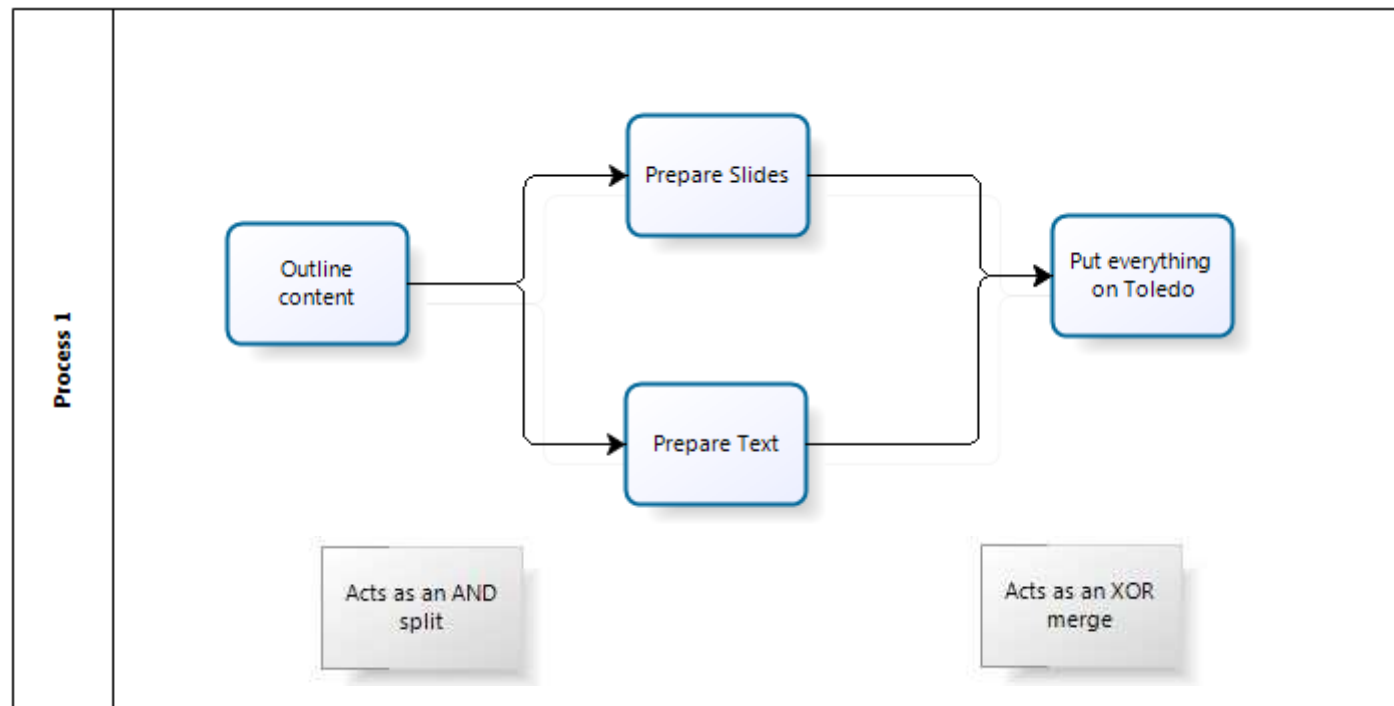 Process 1
Outline
content
Prepare Slides
Prepare Text
Put everything
on Toledo
Acts as an AND
split
Acts as an XOR
merge